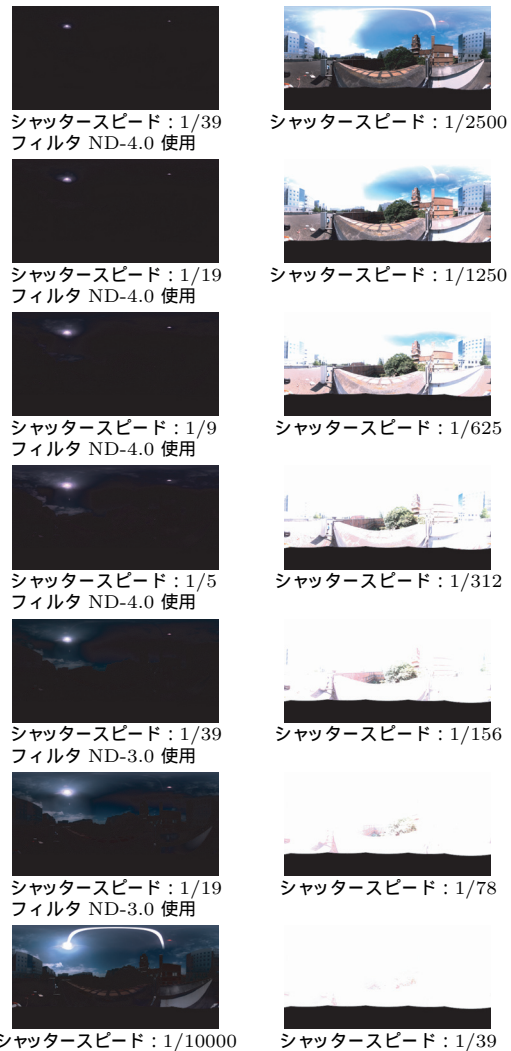 シャッタースピード：1/39
フィルタ ND-4.0 使用
シャッタースピード：1/2500
シャッタースピード：1/19
フィルタ ND-4.0 使用
シャッタースピード：1/1250
シャッタースピード：1/9
フィルタ ND-4.0 使用
シャッタースピード：1/625
シャッタースピード：1/5
フィルタ ND-4.0 使用
シャッタースピード：1/312
シャッタースピード：1/39
フィルタ ND-3.0 使用
シャッタースピード：1/156
シャッタースピード：1/19
フィルタ ND-3.0 使用
シャッタースピード：1/78
シャッタースピード：1/10000
シャッタースピード：1/39